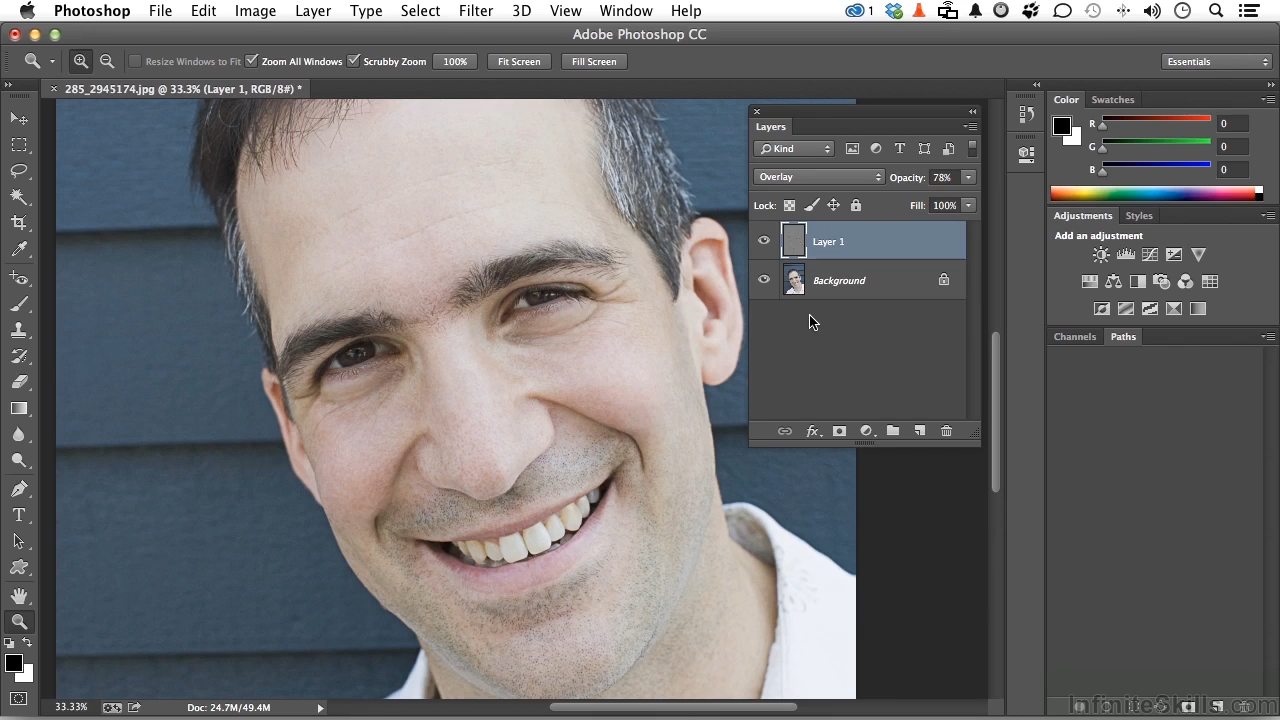 Photoshop File Edit Image Layer Type Select Filter 3D View Window Help 1
Adobe Photoshop CC
Resize Windows to Fit Zoom All Windows Scrubby Zoom 100% Fit Screen Fill Screen Essentials
285_2945174.jpg @ 33.3% (Layer 1, RGB/8#) *
Layers
Kind
Overlay Opacity: 78%
Lock: Fill: 100%
Layer 1
Background
Color Swatches
R 0
G 0
B 0
Adjustments Styles
Add an adjustment
Channels Paths
33.33% Doc: 24.7M/49.4M
InfiniteSkills.com